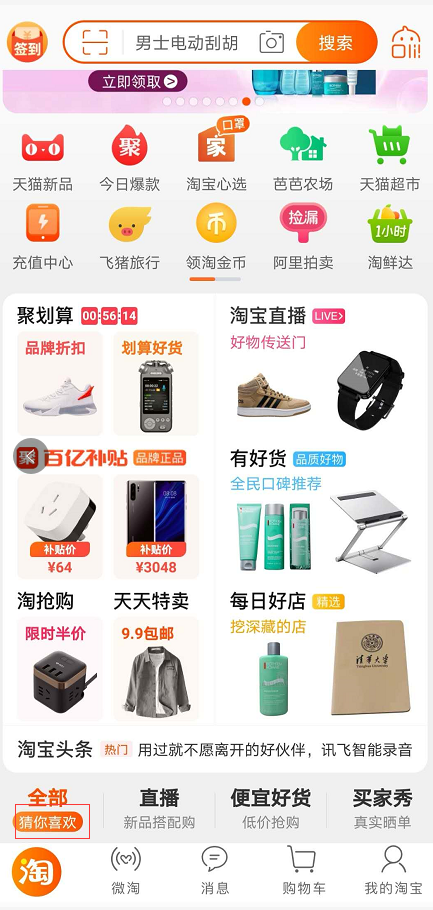 签到
男士电动刮胡
搜索
立即领取
口罩
聚
家
天猫新品
今日爆款
淘宝心选
芭芭农场
天猫超市
币
捡漏
1小时
充值中心
飞猪旅行
领淘金币
阿里拍卖
淘鲜达
聚划算 00:56:14
品牌折扣
划算好货
淘宝直播 LIVE
好物传送门
百亿补贴 品牌正品
补贴价
¥64
补贴价
¥3048
有好货 品质好物
全民口碑推荐
淘抢购
限时半价
天天特卖
9.9包邮
每日好店 精选
挖深藏的店
清华大学
淘宝头条 热门 用过就不愿离开的好伙伴，讯飞智能录音
全部
猜你喜欢
直播
新品搭配购
便宜好货
低价抢购
买家秀
真实晒单
淘
微淘
消息
购物车
我的淘宝